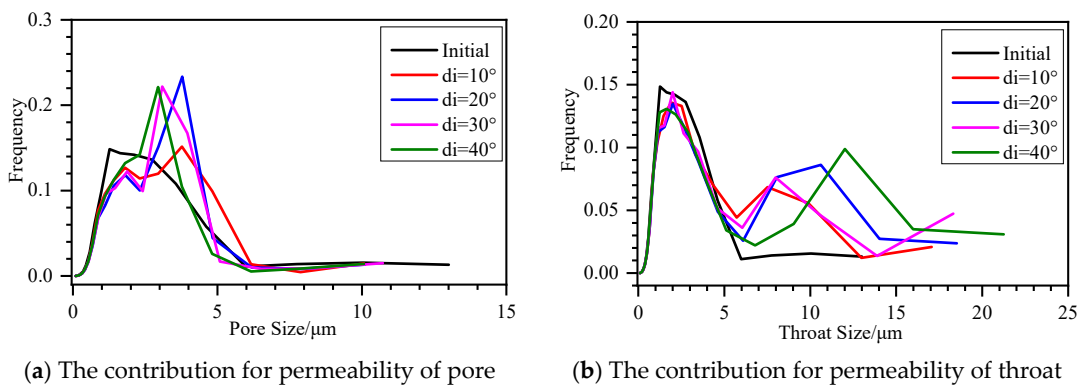 0.3
0.2
0.1
0.0
Frequency
0
5
10
15
Pore Size/μm
Initial
di=10°
di=20°
di=30°
di=40°
(a) The contribution for permeability of pore
0.20
0.15
0.10
0.05
0.00
Frequency
0
5
10
15
20
25
Throat Size/μm
Initial
di=10°
di=20°
di=30°
di=40°
(b) The contribution for permeability of throat